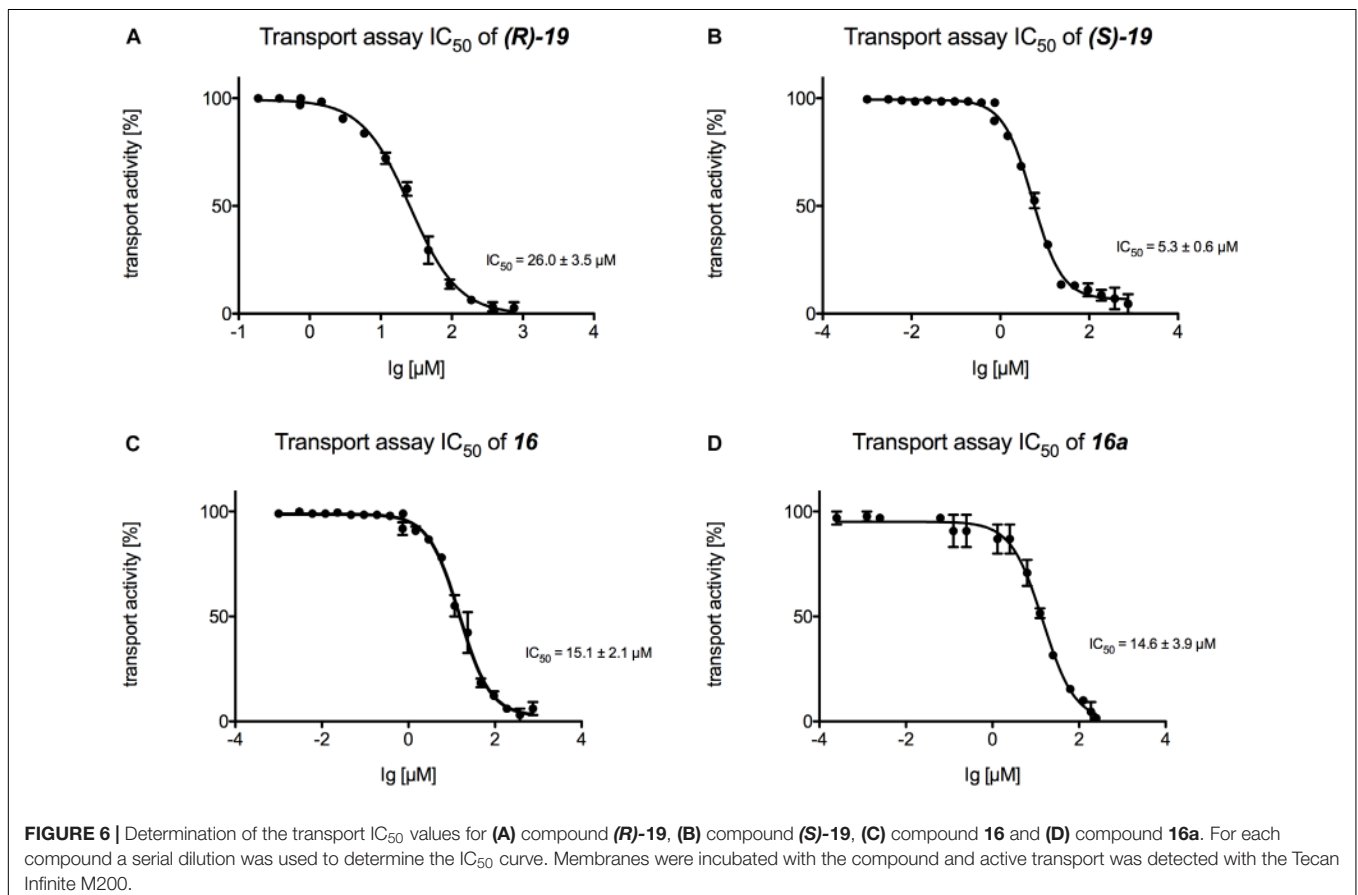 A
Transport assay IC50 of (R)-19
transport activity [%]
100
50
0
-1
0
1
2
3
4
lg [µM]
IC50 = 26.0 ± 3.5 µM
B
Transport assay IC50 of (S)-19
transport activity [%]
100
50
0
-4
-2
0
2
4
lg [µM]
IC50 = 5.3 ± 0.6 µM
C
Transport assay IC50 of 16
transport activity [%]
100
50
0
-4
-2
0
2
4
lg [µM]
IC50 = 15.1 ± 2.1 µM
D
Transport assay IC50 of 16a
transport activity [%]
100
50
0
-4
-2
0
2
4
lg [µM]
IC50 = 14.6 ± 3.9 µM
FIGURE 6 | Determination of the transport IC50 values for (A) compound (R)-19, (B) compound (S)-19, (C) compound 16 and (D) compound 16a. For each
compound a serial dilution was used to determine the IC50 curve. Membranes were incubated with the compound and active transport was detected with the Tecan
Infinite M200.